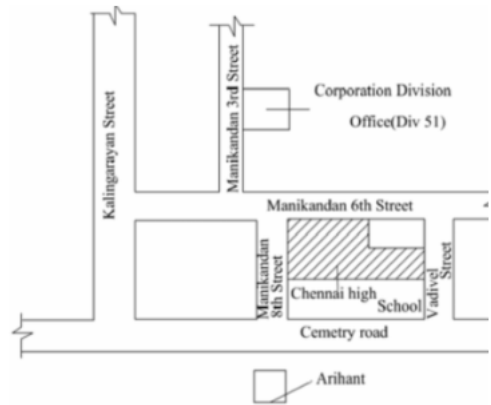 Kalingarayan Street
Manikandan 3rd Street
Corporation Division
Office(Div 51)
Manikandan 6th Street
Manikandan
8th Street
Chennai high
School
Vadivel
Street
Cemetry road
Arihant